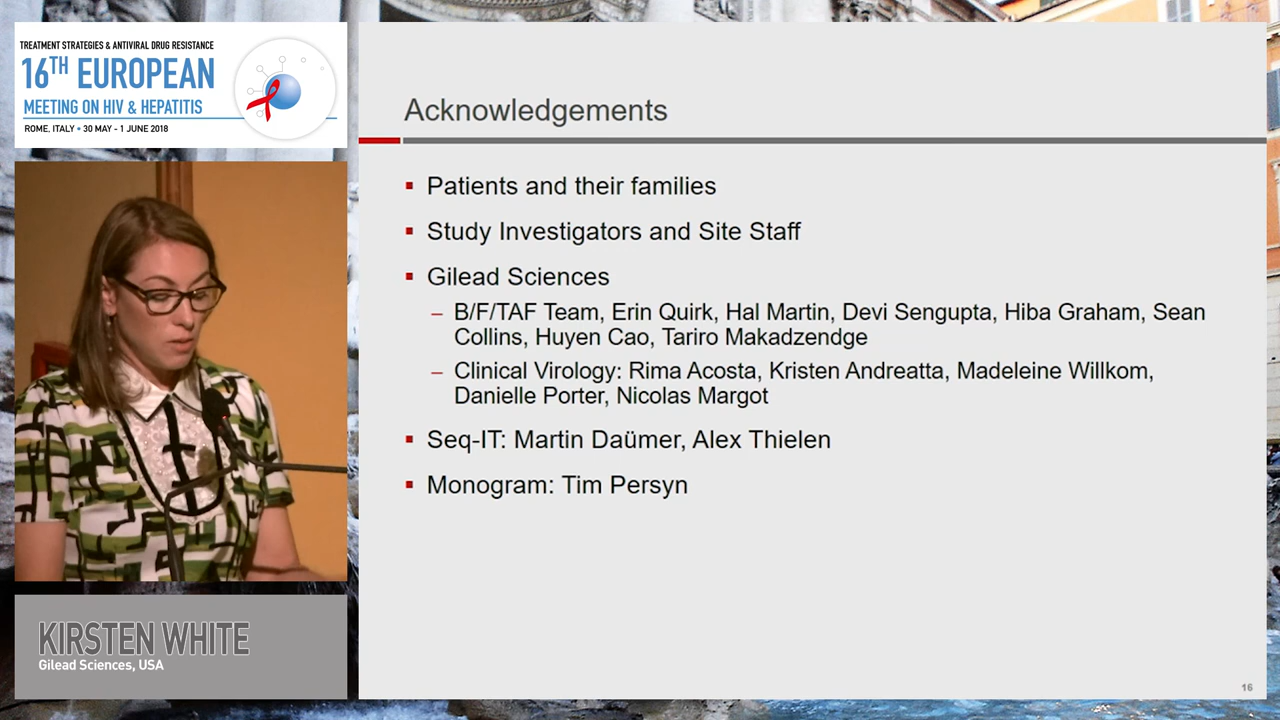 TREATMENT STRATEGIES & ANTIVIRAL DRUG RESISTANCE
16TH EUROPEAN
MEETING ON HIV & HEPATITIS
ROME, ITALY • 30 MAY - 1 JUNE 2018
KIRSTEN WHITE
Gilead Sciences, USA
Acknowledgements
▪ Patients and their families
▪ Study Investigators and Site Staff
▪ Gilead Sciences
– B/F/TAF Team, Erin Quirk, Hal Martin, Devi Sengupta, Hiba Graham, Sean
Collins, Huyen Cao, Tariro Makadzendge
– Clinical Virology: Rima Acosta, Kristen Andreatta, Madeleine Willkom,
Danielle Porter, Nicolas Margot
▪ Seq-IT: Martin Daümer, Alex Thielen
▪ Monogram: Tim Persyn
16